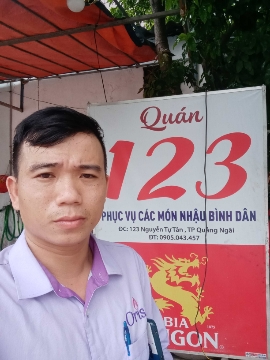 Quán
123
PHỤC VỤ CÁC MÓN NHẬU BÌNH DÂN
ĐC: 123 Nguyễn Tự Tân, TP Quảng Ngãi
ĐT: 0905.043.457
BIA
GON